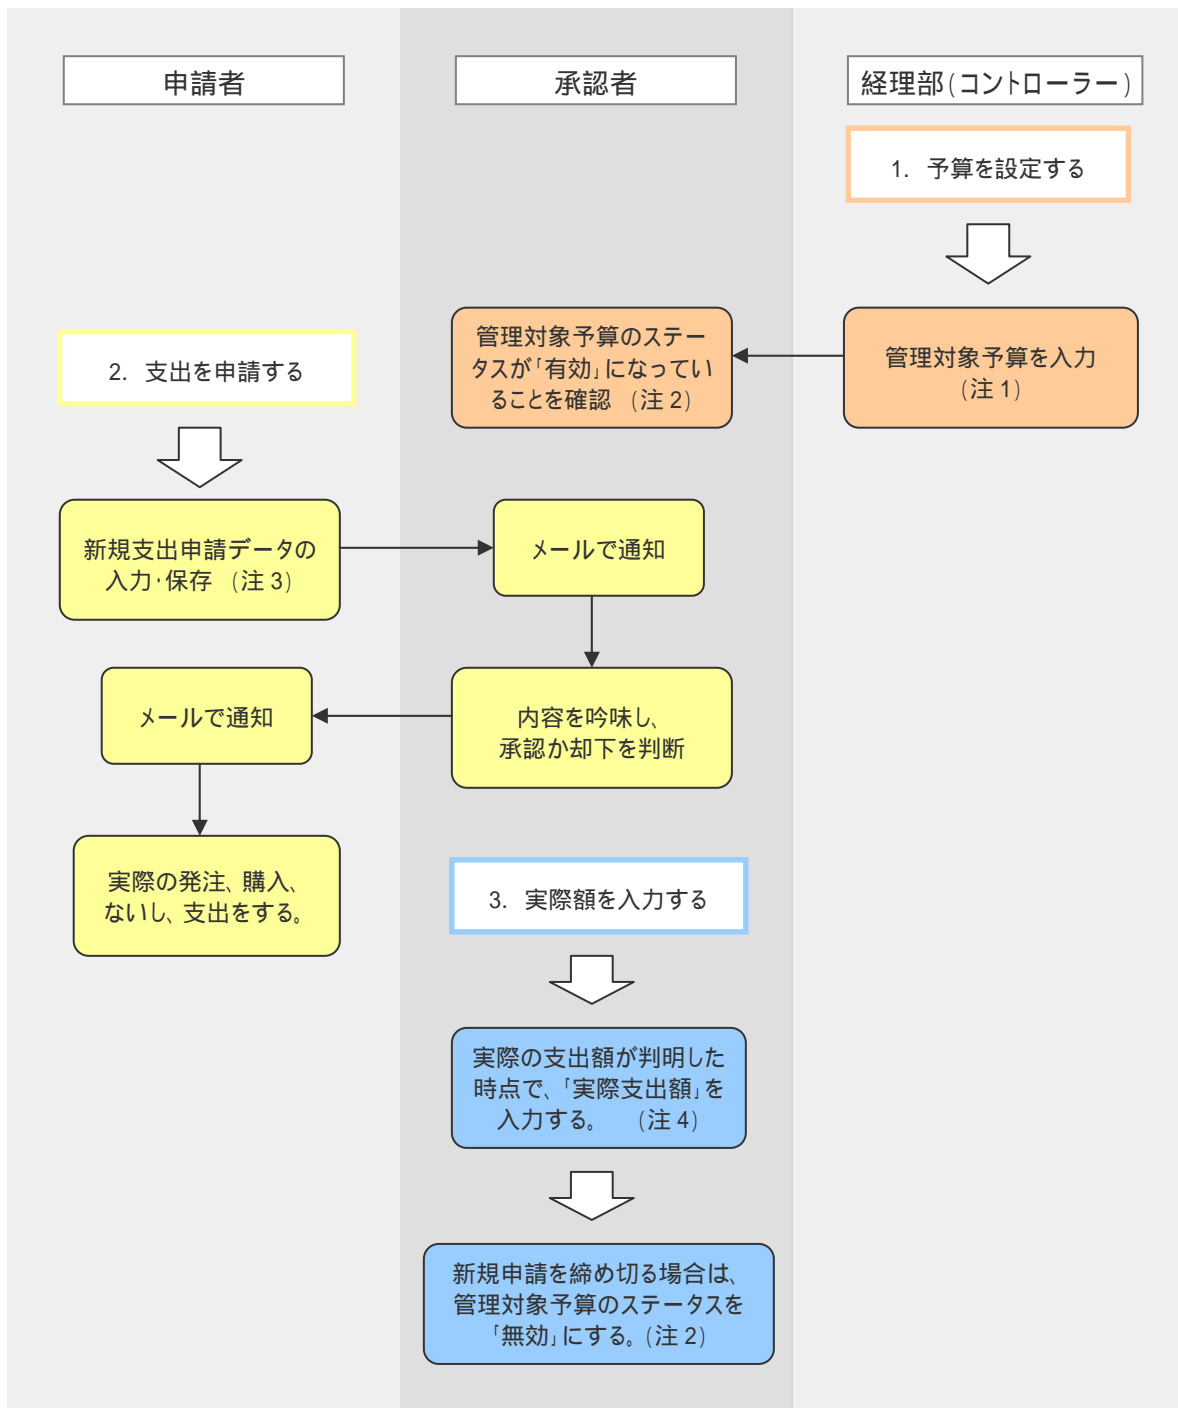 申請者
承認者
経理部(コントローラー)
1. 予算を設定する
管理対象予算のステー
タスが「有効」になってい
ることを確認 (注 2)
管理対象予算を入力
(注 1)
2. 支出を申請する
新規支出申請データの
入力・保存 (注 3)
メールで通知
メールで通知
内容を吟味し、
承認か却下を判断
実際の発注、購入、
ないし、支出をする。
3. 実際額を入力する
実際の支出額が判明した
時点で、「実際支出額」を
入力する。 (注 4)
新規申請を締め切る場合は、
管理対象予算のステータスを
「無効」にする。(注 2)